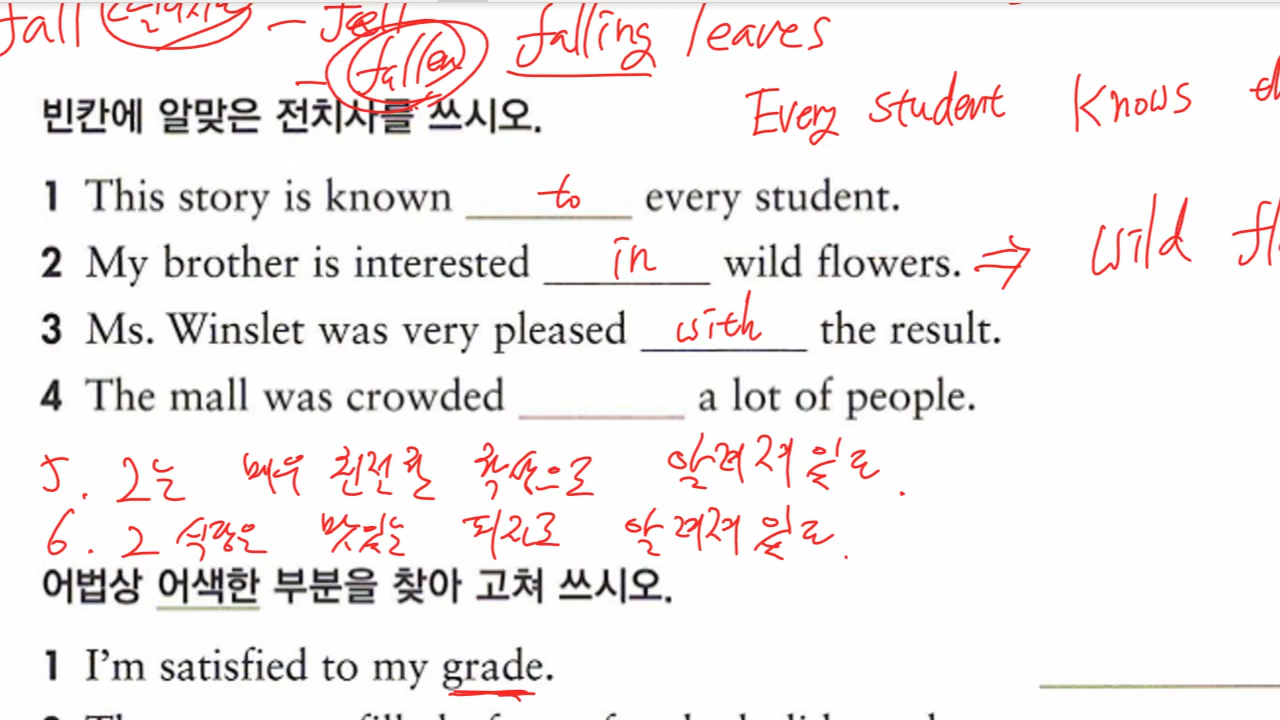 fall - fell
- fallen falling leaves
Every student knows
빈칸에 알맞은 전치사를 쓰시오.
1 This story is known to every student.
2 My brother is interested in wild flowers. ⇒ wild
3 Ms. Winslet was very pleased with the result.
4 The mall was crowded ______ a lot of people.
5. 그는 매우 친절한 학생으로 알려져 있다.
6. 그 식당은 맛있는 피자로 알려져 있다.
어법상 어색한 부분을 찾아 고쳐 쓰시오.
1 I'm satisfied to my grade.